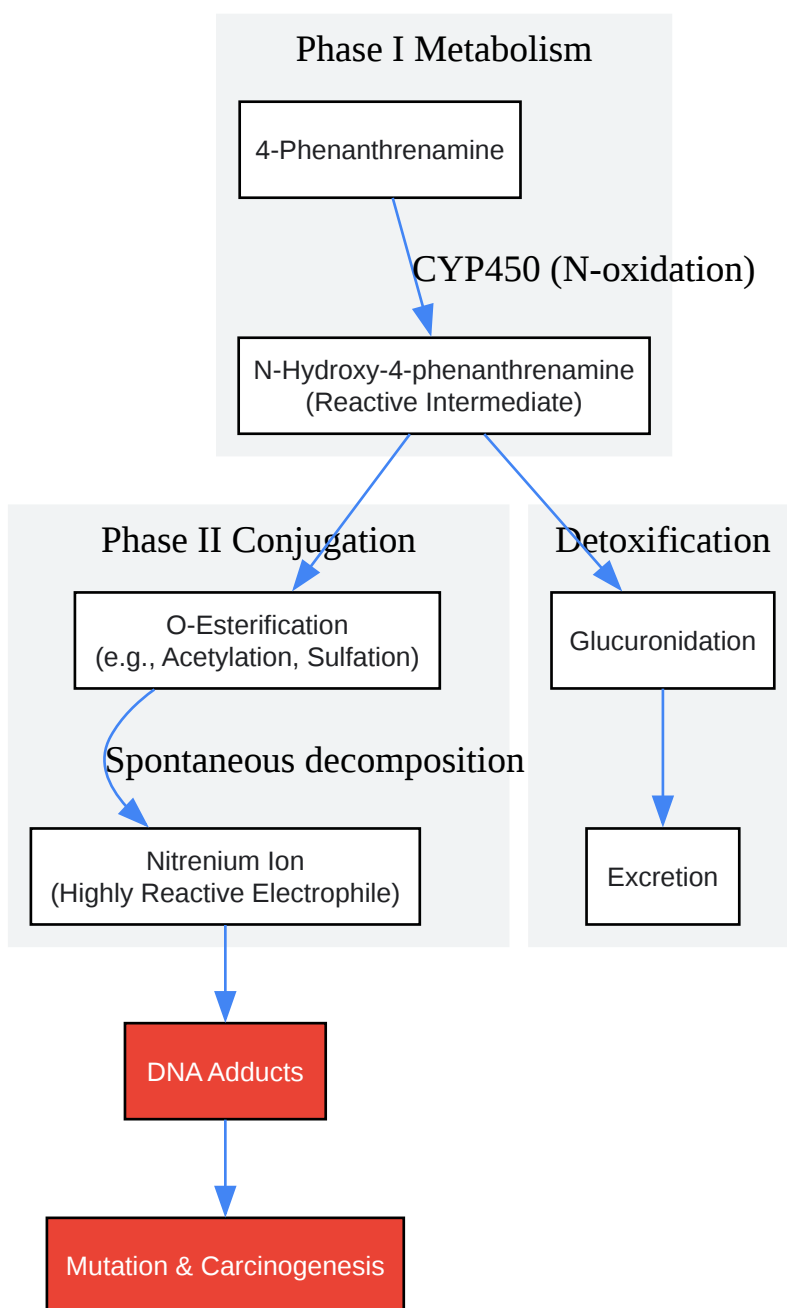 Phase I Metabolism
4-Phenanthrenamine
CYP450 (N-oxidation)
N-Hydroxy-4-phenanthrenamine
(Reactive Intermediate)
Phase II Conjugation
O-Esterification
(e.g., Acetylation, Sulfation)
Spontaneous decomposition
Nitrenium Ion
(Highly Reactive Electrophile)
Detoxification
Glucuronidation
Excretion
DNA Adducts
Mutation & Carcinogenesis